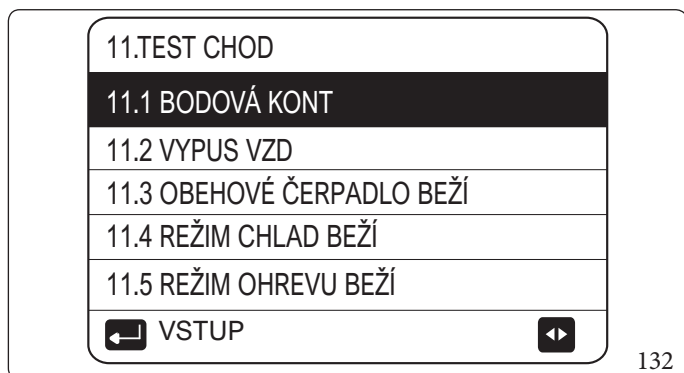 11.TEST CHOD
11.1 BODOVÁ KONT
11.2 VYPUS VZD
11.3 OBEHOVÉ ČERPADLO BEŽÍ
11.4 REŽIM CHLAD BEŽÍ
11.5 REŽIM OHREVU BEŽÍ
VSTUP
132